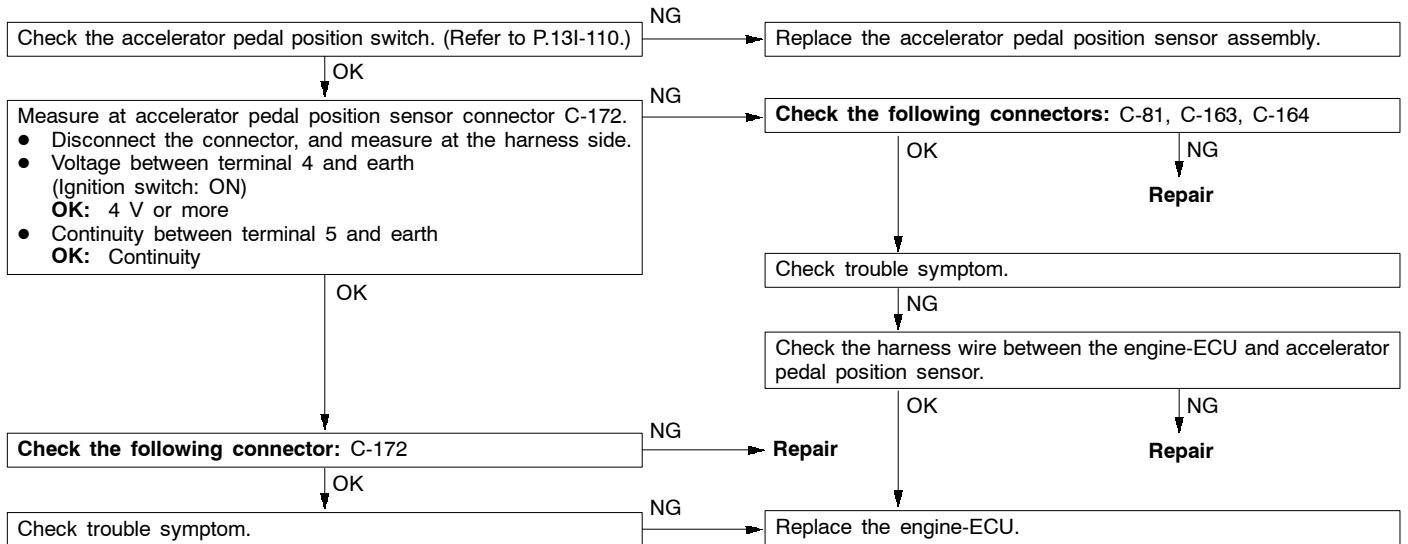 NG
Check the accelerator pedal position switch. (Refer to P.13I-110.)
Replace the accelerator pedal position sensor assembly.
OK
Measure at accelerator pedal position sensor connector C-172.
● Disconnect the connector, and measure at the harness side.
● Voltage between terminal 4 and earth
(Ignition switch: ON)
OK: 4 V or more
● Continuity between terminal 5 and earth
OK: Continuity
NG
Check the following connectors: C-81, C-163, C-164
OK
NG
Repair
Check trouble symptom.
NG
Check the harness wire between the engine-ECU and accelerator
pedal position sensor.
OK
NG
Repair
OK
Check the following connector: C-172
NG
Repair
OK
Check trouble symptom.
NG
Replace the engine-ECU.